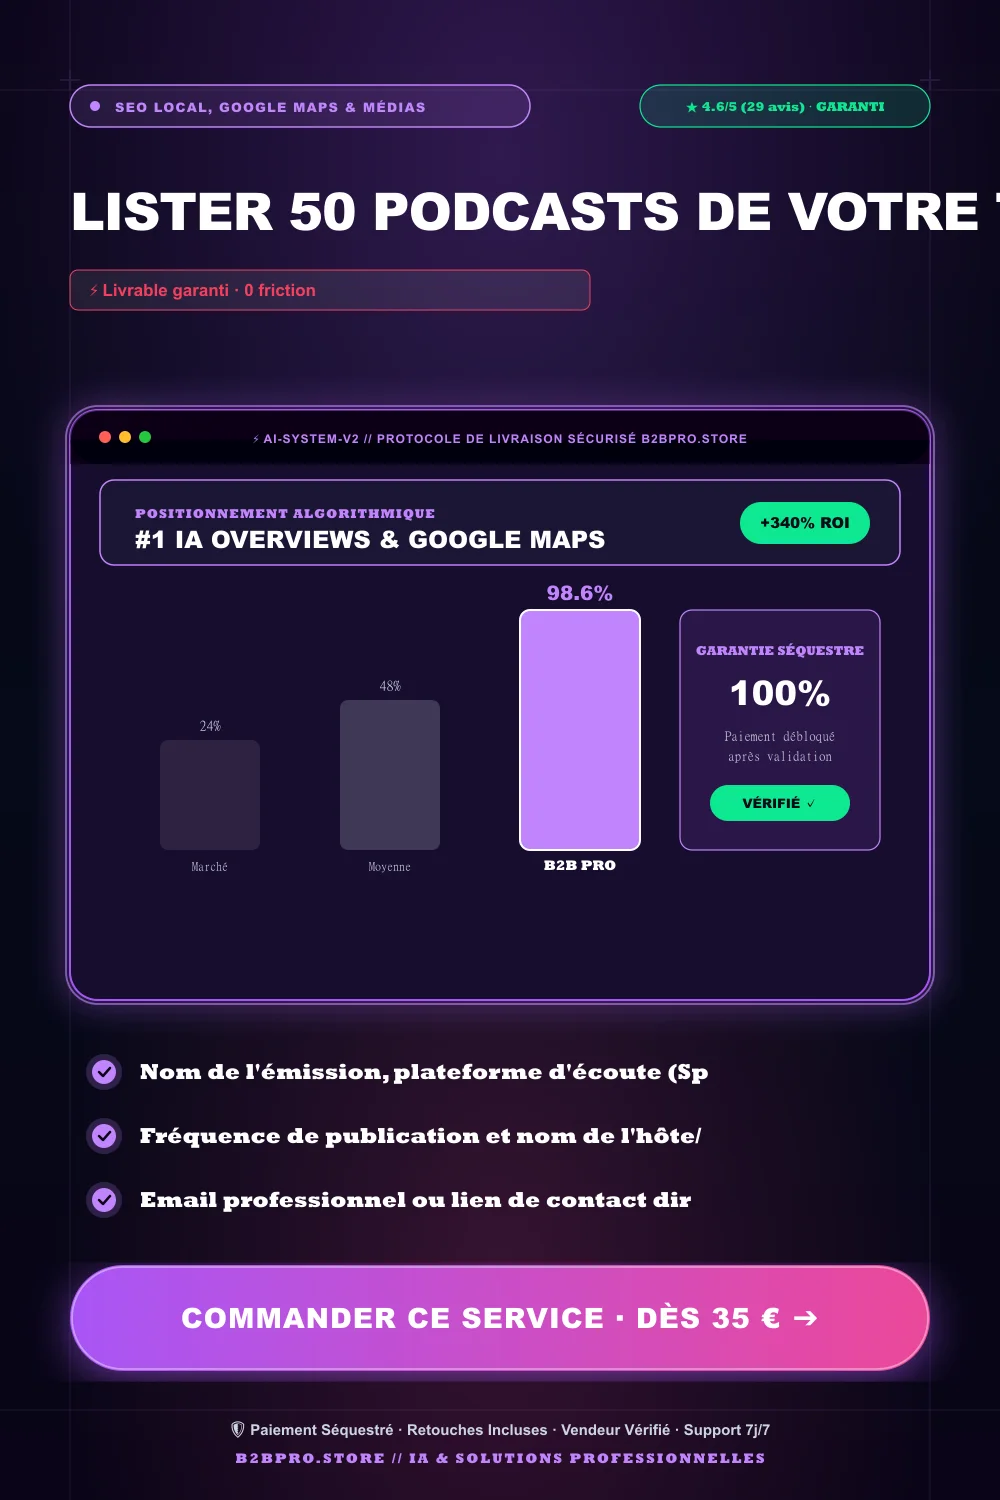 SEO LOCAL, GOOGLE MAPS & MÉDIAS
★ 4.6/5 (29 avis) · GARANTI
LISTER 50 PODCASTS DE VOTRE
⚡ Livrable garanti · 0 friction
⚡ AI-SYSTEM-V2 // PROTOCOLE DE LIVRAISON SÉCURISÉ B2BPRO.STORE
POSITIONNEMENT ALGORITHMIQUE
#1 IA OVERVIEWS & GOOGLE MAPS
+340% ROI
98.6%
48%
24%
Marché
Moyenne
B2B PRO
GARANTIE SÉQUESTRE
100%
Paiement débloqué
après validation
VÉRIFIÉ ✓
Nom de l'émission, plateforme d'écoute (Sp
Fréquence de publication et nom de l'hôte/
Email professionnel ou lien de contact dir
COMMANDER CE SERVICE · DÈS 35 € ➔
🛡 Paiement Séquestré · Retouches Incluses · Vendeur Vérifié · Support 7j/7
B2BPRO.STORE // IA & SOLUTIONS PROFESSIONNELLES